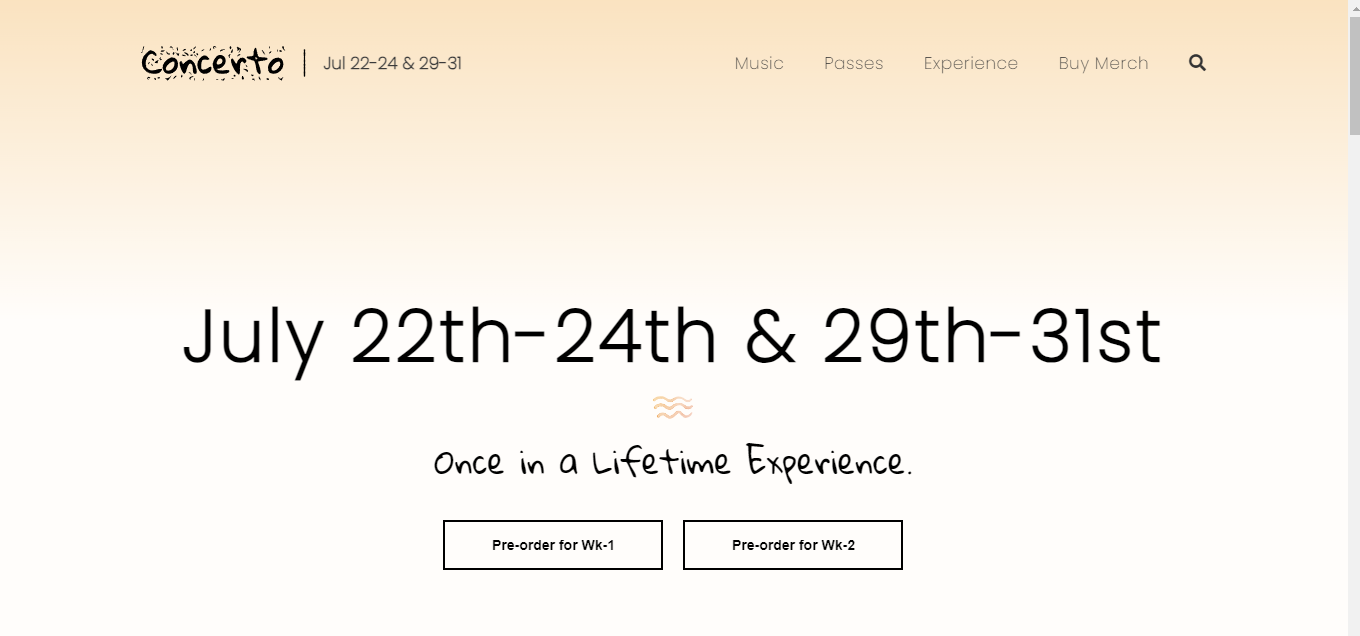 Concerto | Jul 22-24 & 29-31 Music Passes Experience Buy Merch
July 22th-24th & 29th-31st
Once in a Lifetime Experience.
Pre-order for Wk-1 Pre-order for Wk-2